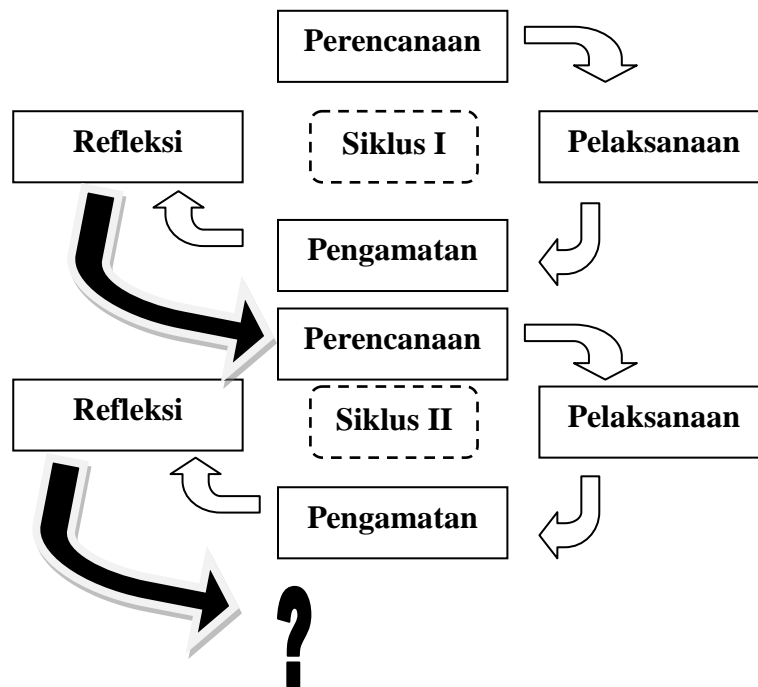 Perencanaan
Refleksi
Siklus I
Pelaksanaan
Pengamatan
Perencanaan
Refleksi
Siklus II
Pelaksanaan
Pengamatan
?